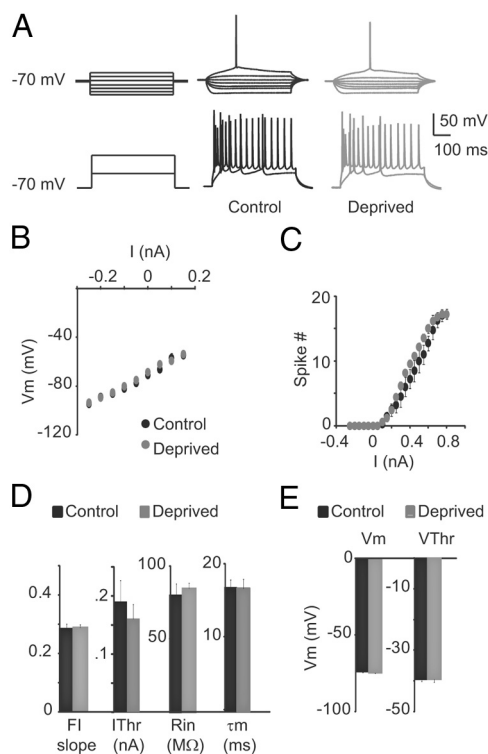 A
-70 mV
50 mV
100 ms
-70 mV
Control
Deprived
B
I (nA)
-0.2
0
0.2
-40
-80
-120
Vm (mV)
Control
Deprived
C
20
10
0
Spike #
-0.4
0
0.4
0.8
I (nA)
D
Control
Deprived
0.4
0.2
0
.2
.1
0
100
50
20
10
FI
slope
IThr
(nA)
Rin
(MΩ)
τm
(ms)
E
Control
Deprived
Vm
VThr
0
-50
-100
Vm (mV)
-10
-30
-50